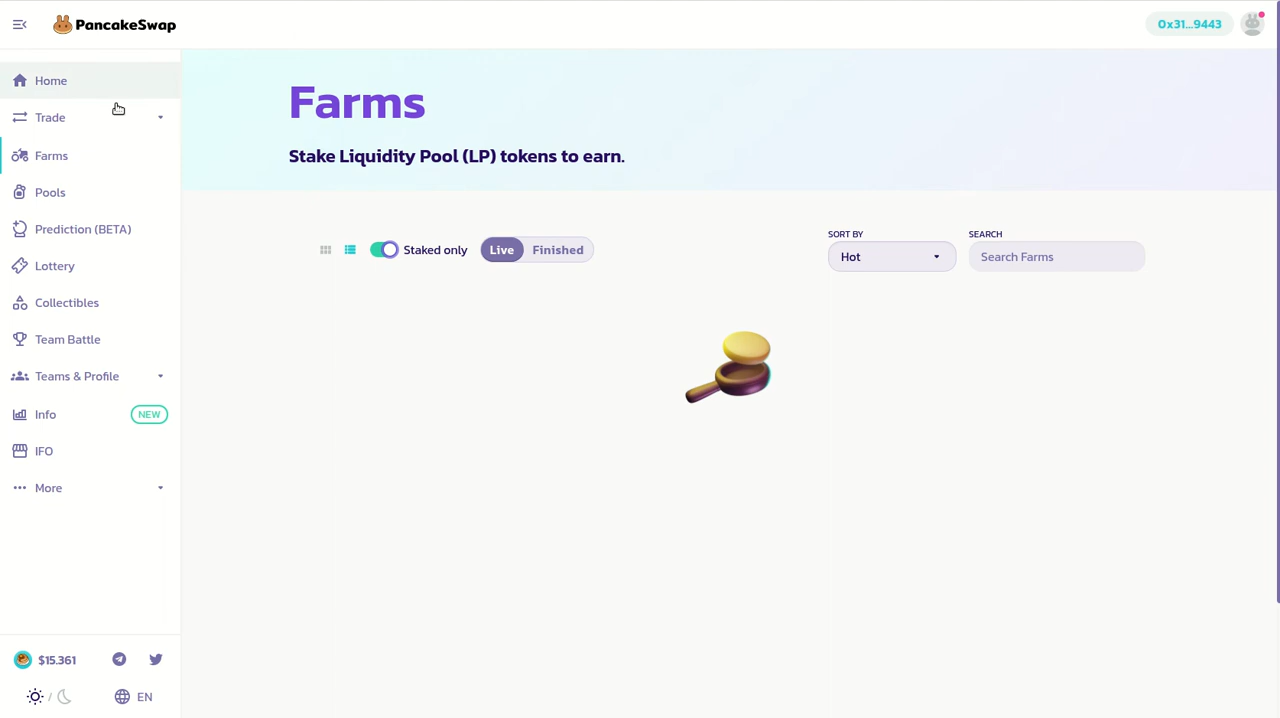 PancakeSwap
0x31...9443
Home
Trade
Farms
Pools
Prediction (BETA)
Lottery
Collectibles
Team Battle
Teams & Profile
Info
NEW
IFO
More
$15.361
EN
Farms
Stake Liquidity Pool (LP) tokens to earn.
Staked only
Live
Finished
SORT BY
Hot
SEARCH
Search Farms